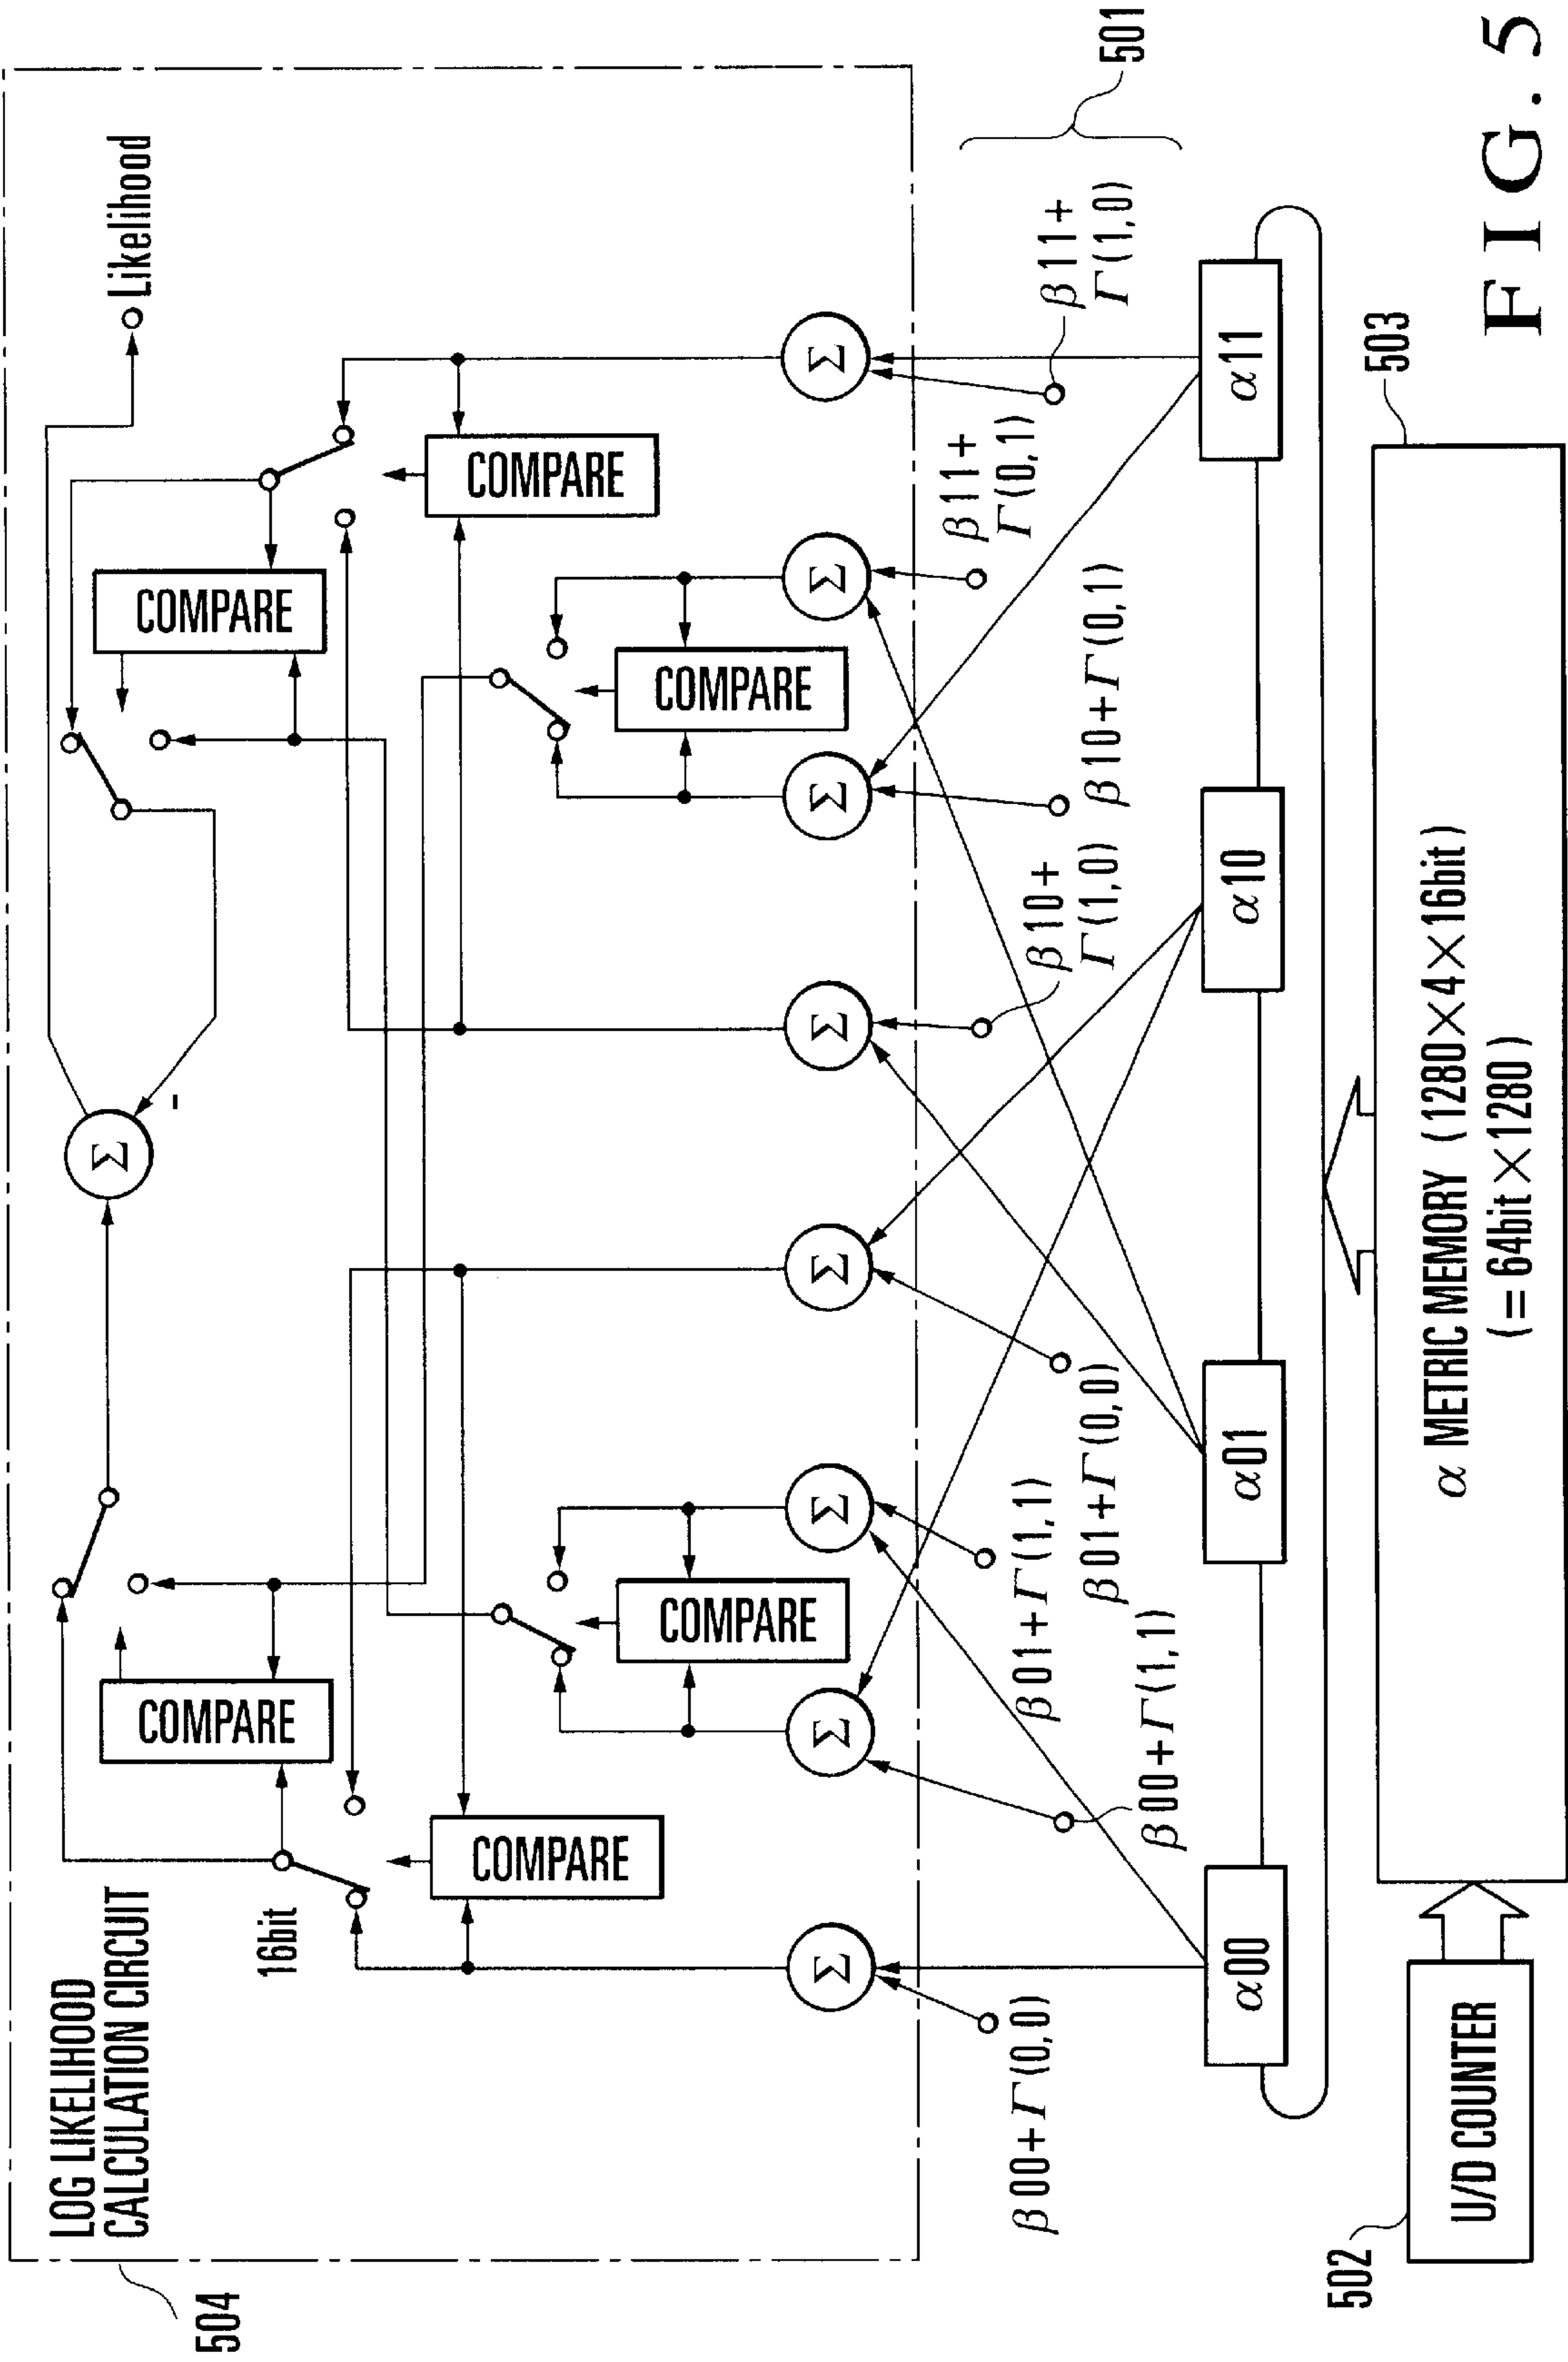 LOG LIKELIHOOD
CALCULATION CIRCUIT
504
16bit
COMPARE
COMPARE
COMPARE
COMPARE
COMPARE
COMPARE
Likelihood
Σ
-
Σ
Σ
Σ
Σ
Σ
Σ
Σ
Σ
β00+Γ(0,0)
β00+Γ(1,1)
β01+Γ(1,1)
β01+Γ(0,0)
β10+
Γ(1,0)
β10+Γ(0,1)
β11+
Γ(0,1)
β11+
Γ(1,0)
501
α00
α01
α10
α11
502
U/D COUNTER
503
α METRIC MEMORY (1280×4×16bit)
(=64bit×1280)
FIG. 5